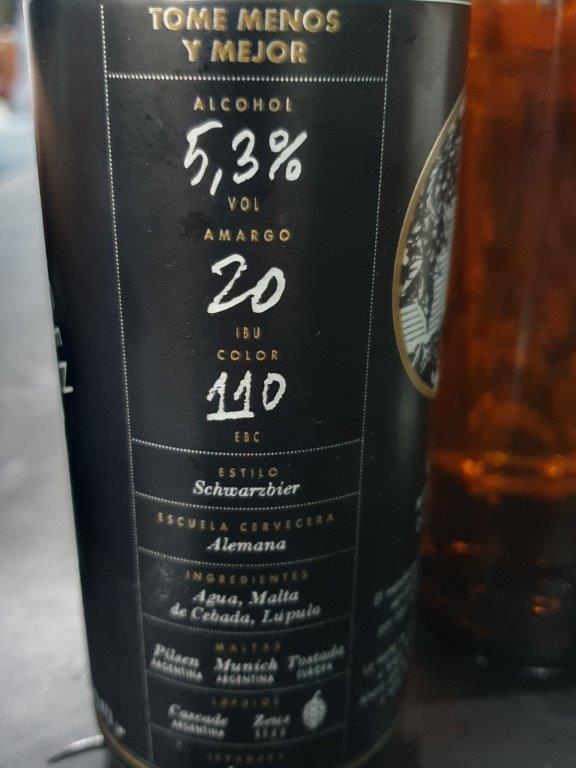 TOME MENOS
Y MEJOR
ALCOHOL
5,3%
VOL
AMARGO
20
IBU
COLOR
110
EBC
ESTILO
Schwarzbier
ESCUELA CERVECERA
Alemana
INGREDIENTES
Agua, Malta
de Cebada, Lúpulo
MALTAS
Pilsen Munich Tostada
ARGENTINA ARGENTINA EUROPA
LÚPULOS
Cascade Zeus
ARGENTINA EEUU